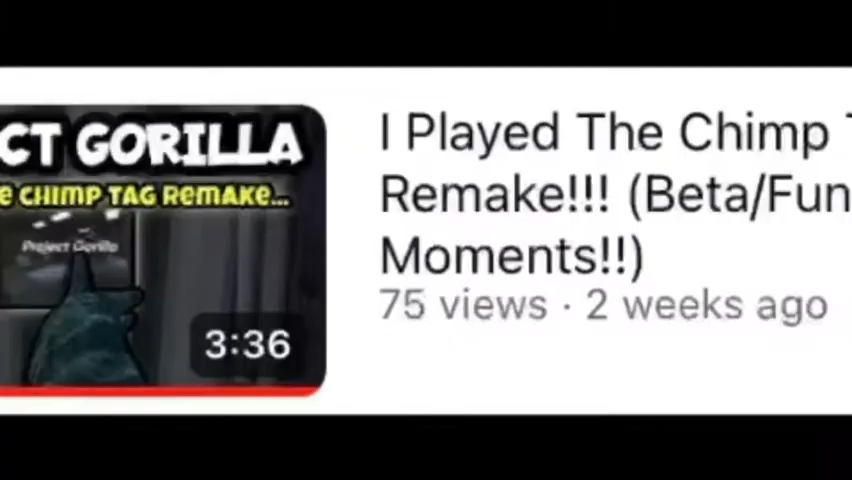 CT GORILLA
E CHIMP TAG REMAKE...
Project Gorilla
3:36
I Played The Chimp
Remake!!! (Beta/Fun
Moments!!)
75 views · 2 weeks ago